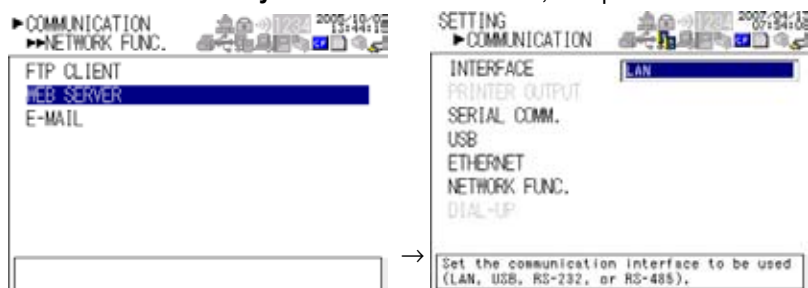 COMMUNICATION
NETWORK FUNC.
FTP CLIENT
WEB SERVER
E-MAIL
→
SETTING
COMMUNICATION
INTERFACE LAN
PRINTER OUTPUT
SERIAL COMM.
USB
ETHERNET
NETWORK FUNC.
DIAL-UP
Set the communication interface to be used
(LAN, USB, RS-232, or RS-485).